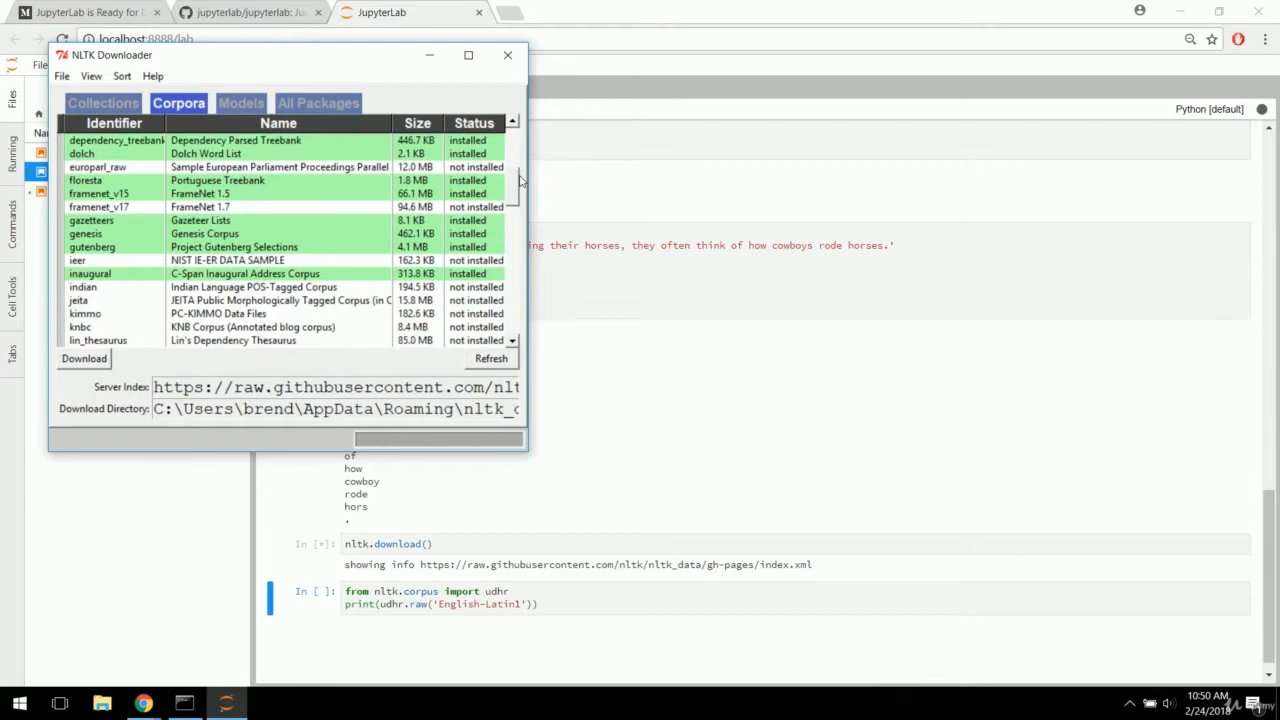 JupyterLab is Ready for
jupyterlab/jupyterlab: Ju
JupyterLab
localhost:8888/lab
NLTK Downloader
File View Sort Help
File
Collections Corpora Models All Packages
Identifier Name Size Status
dependency_treebank Dependency Parsed Treebank 446.7 KB installed
dolch Dolch Word List 2.1 KB installed
europarl_raw Sample European Parliament Proceedings Parallel 12.0 MB not installed
floresta Portuguese Treebank 1.8 MB installed
framenet_v15 FrameNet 1.5 66.1 MB installed
framenet_v17 FrameNet 1.7 94.6 MB not installed
gazetteers Gazeteer Lists 8.1 KB installed
genesis Genesis Corpus 462.1 KB installed
gutenberg Project Gutenberg Selections 4.1 MB installed
ieer NIST IE-ER DATA SAMPLE 162.3 KB not installed
inaugural C-Span Inaugural Address Corpus 313.8 KB installed
indian Indian Language POS-Tagged Corpus 194.5 KB not installed
jeita JEITA Public Morphologically Tagged Corpus (in C 15.8 MB not installed
kimmo PC-KIMMO Data Files 182.6 KB not installed
knbc KNB Corpus (Annotated blog corpus) 8.4 MB not installed
lin_thesaurus Lin's Dependency Thesaurus 85.0 MB not installed
Download Refresh
Server Index: https://raw.githubusercontent.com/nlt
Download Directory: C:\Users\brend\AppData\Roaming\nltk_
Files
Running
Commands
Cell Tools
Tabs
Na
Python [default]
ing their horses, they often think of how cowboys rode horses.'
of
how
cowboy
rode
hors
.
In [*]: nltk.download()
showing info https://raw.githubusercontent.com/nltk/nltk_data/gh-pages/index.xml
In [ ]: from nltk.corpus import udhr
print(udhr.raw('English-Latin1'))
10:50 AM
2/24/2018